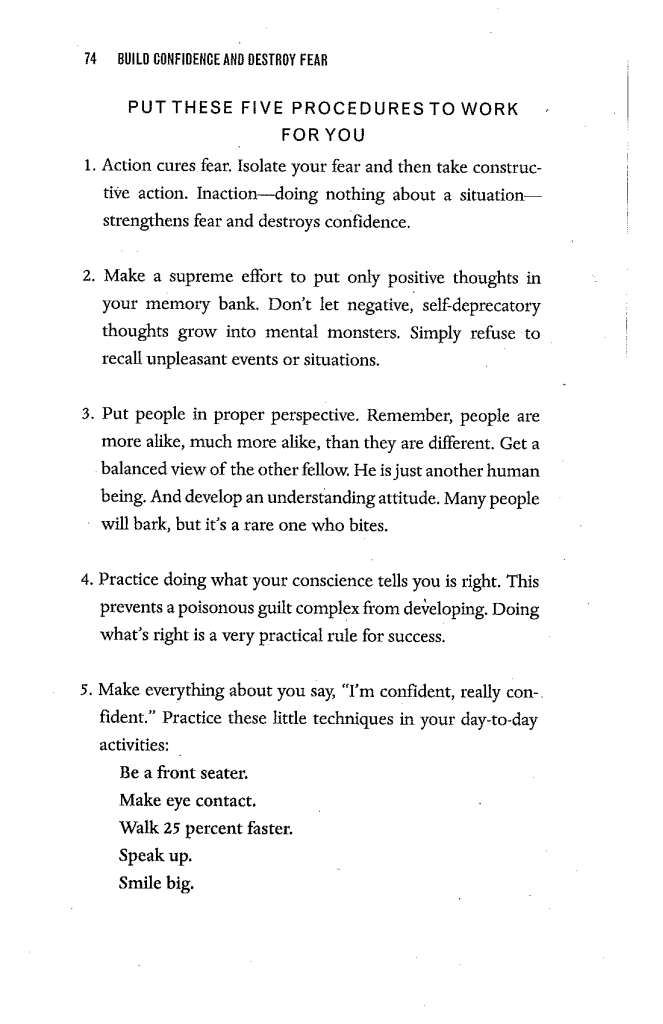 74 BUILD CONFIDENCE AND DESTROY FEAR
PUT THESE FIVE PROCEDURES TO WORK
FOR YOU
1. Action cures fear. Isolate your fear and then take construc-
tive action. Inaction—doing nothing about a situation—
strengthens fear and destroys confidence.
2. Make a supreme effort to put only positive thoughts in
your memory bank. Don't let negative, self-deprecatory
thoughts grow into mental monsters. Simply refuse to
recall unpleasant events or situations.
3. Put people in proper perspective. Remember, people are
more alike, much more alike, than they are different. Get a
balanced view of the other fellow. He is just another human
being. And develop an understanding attitude. Many people
will bark, but it's a rare one who bites.
4. Practice doing what your conscience tells you is right. This
prevents a poisonous guilt complex from developing. Doing
what's right is a very practical rule for success.
5. Make everything about you say, "I'm confident, really con-
fident." Practice these little techniques in your day-to-day
activities:
Be a front seater.
Make eye contact.
Walk 25 percent faster.
Speak up.
Smile big.